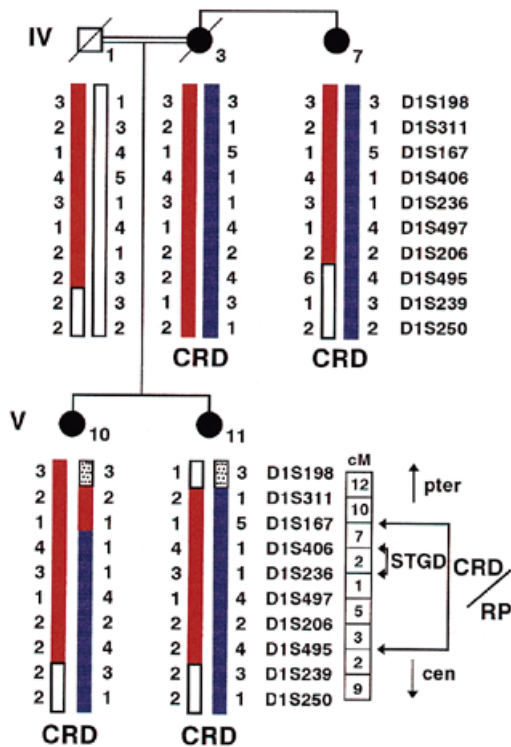 IV
1 3 7
3 1 3 3 3 3 D1S198
2 3 2 1 2 1 D1S311
1 4 1 5 1 5 D1S167
4 5 4 1 4 1 D1S406
3 1 3 1 3 1 D1S236
1 4 1 4 1 4 D1S497
2 1 2 2 2 2 D1S206
2 3 2 4 6 4 D1S495
2 3 1 3 1 3 D1S239
2 2 2 1 2 2 D1S250
CRD CRD
V
10 11
cM
3 3 1 3 D1S198 12
2 2 2 1 D1S311 10 pter
1 1 1 5 D1S167 7
4 1 4 1 D1S406 2 STGD
3 1 3 1 D1S236 1 CRD
1 4 1 4 D1S497 5 RP
2 2 2 2 D1S206 3
2 4 2 4 D1S495 2
2 3 2 3 D1S239 9 cen
2 1 2 1 D1S250
CRD CRD